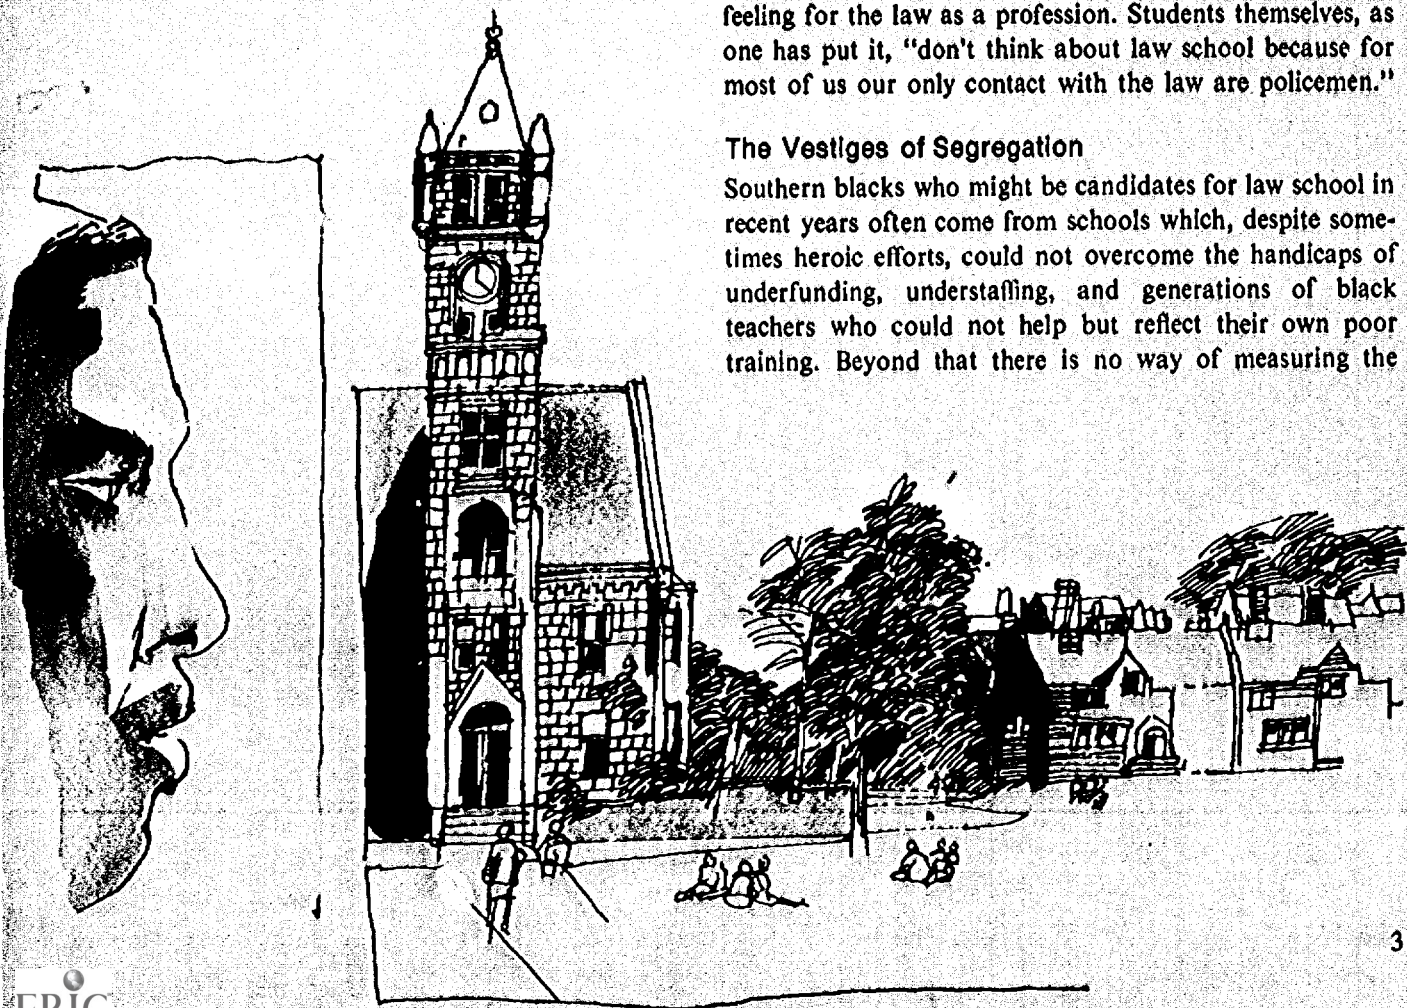 feeling for the law as a profession. Students themselves, as
one has put it, "don't think about law school because for
most of us our only contact with the law are policemen."
The Vestiges of Segregation
Southern blacks who might be candidates for law school in
recent years often come from schools which, despite some-
times heroic efforts, could not overcome the handicaps of
underfunding, understaffing, and generations of black
teachers who could not help but reflect their own poor
training. Beyond that there is no way of measuring the
3
ERIC